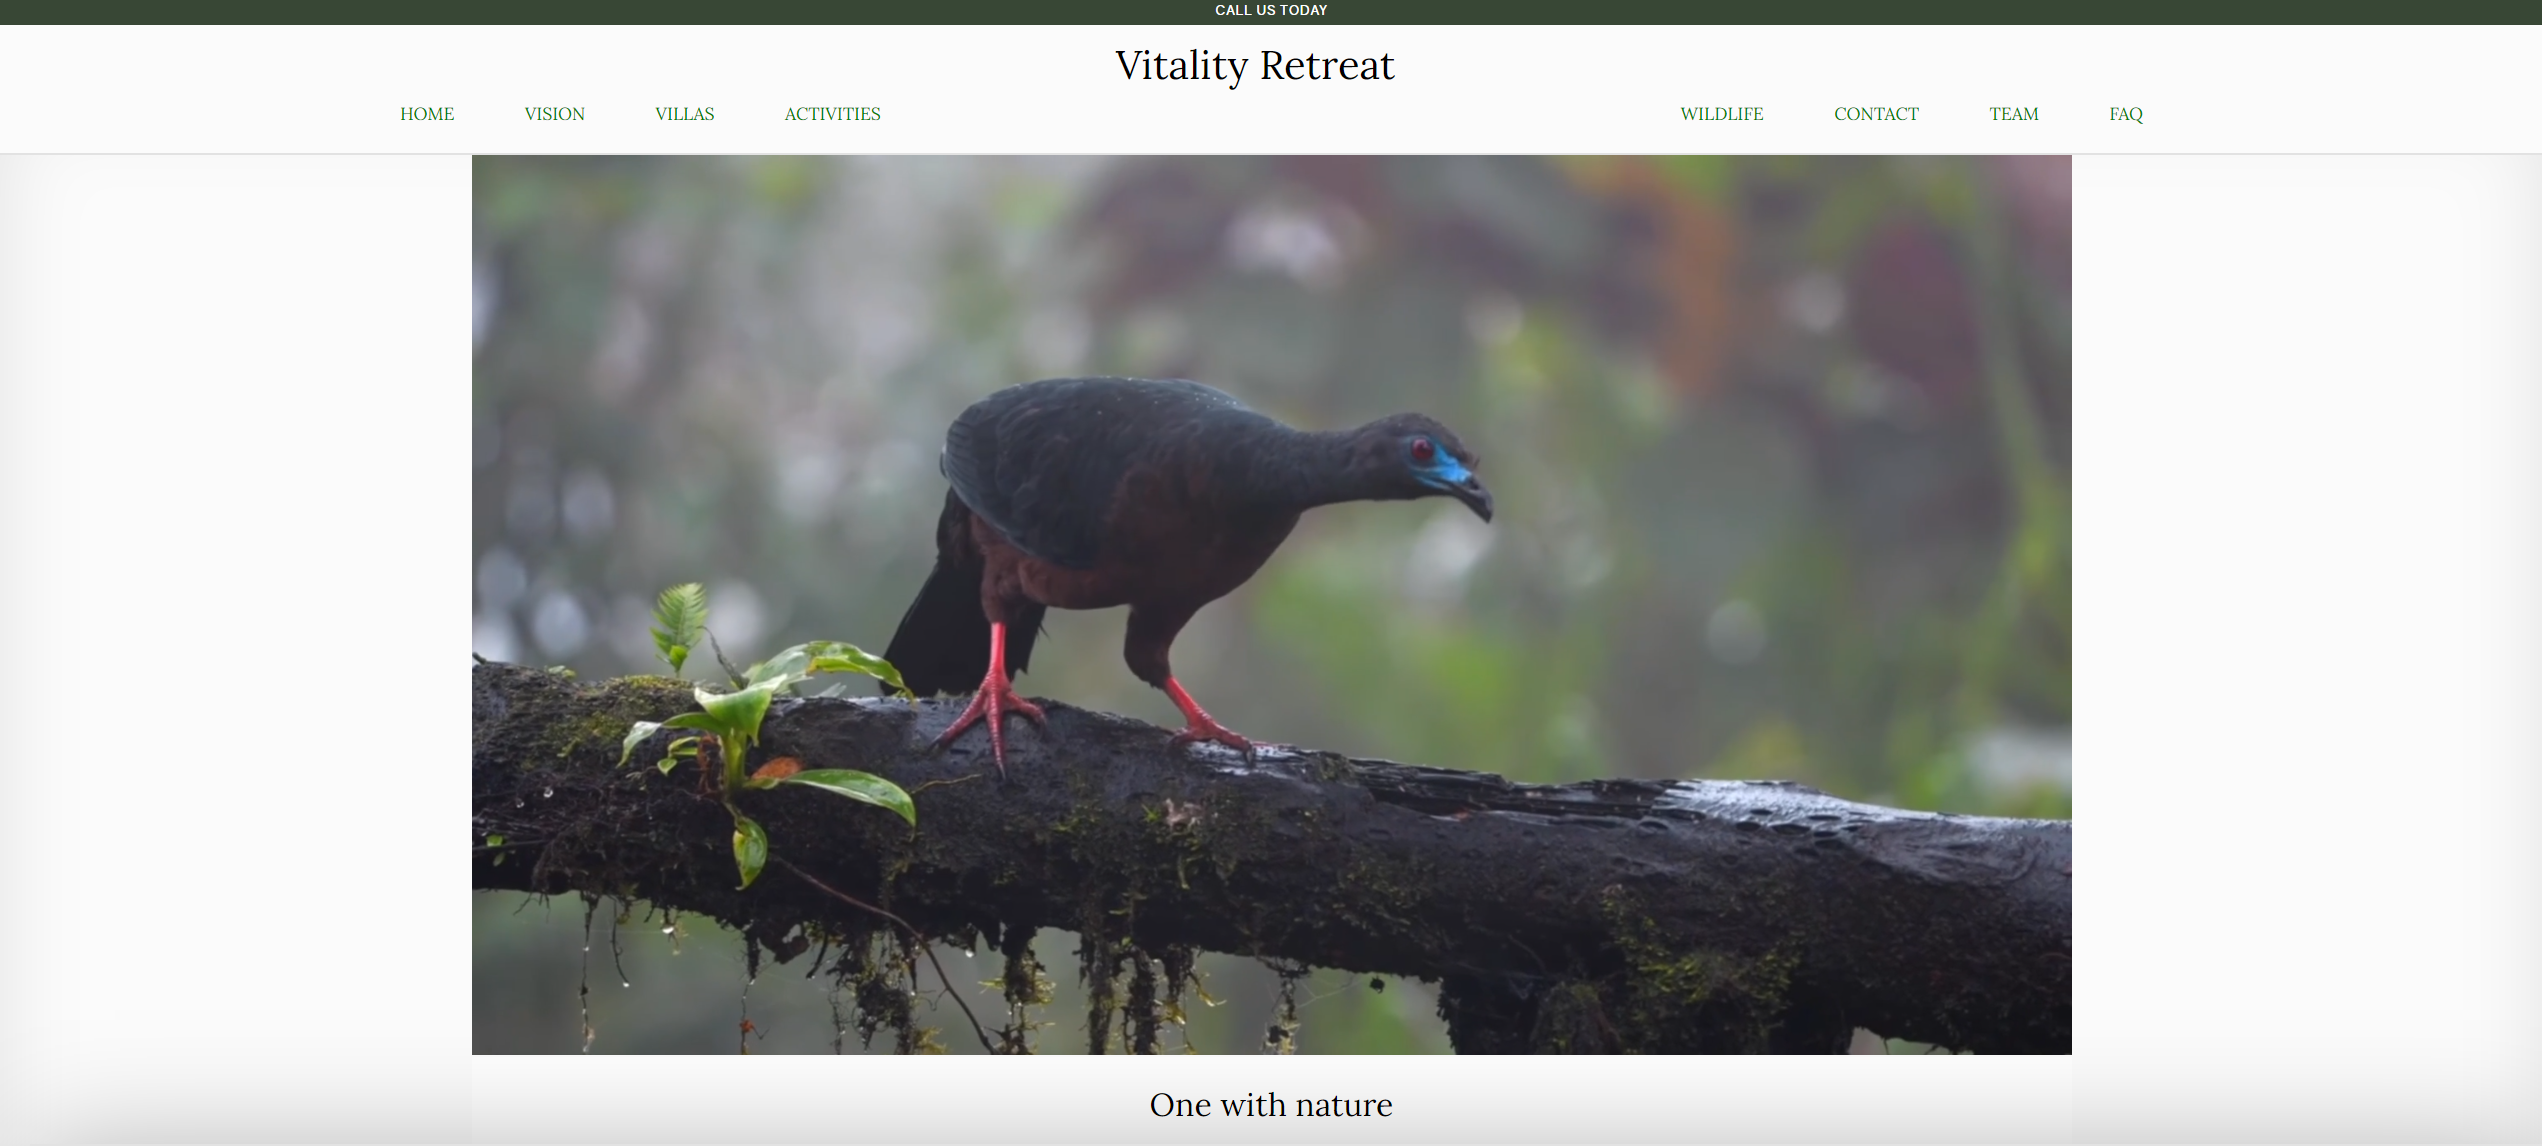 CALL US TODAY
Vitality Retreat
HOME VISION VILLAS ACTIVITIES WILDLIFE CONTACT TEAM FAQ
One with nature